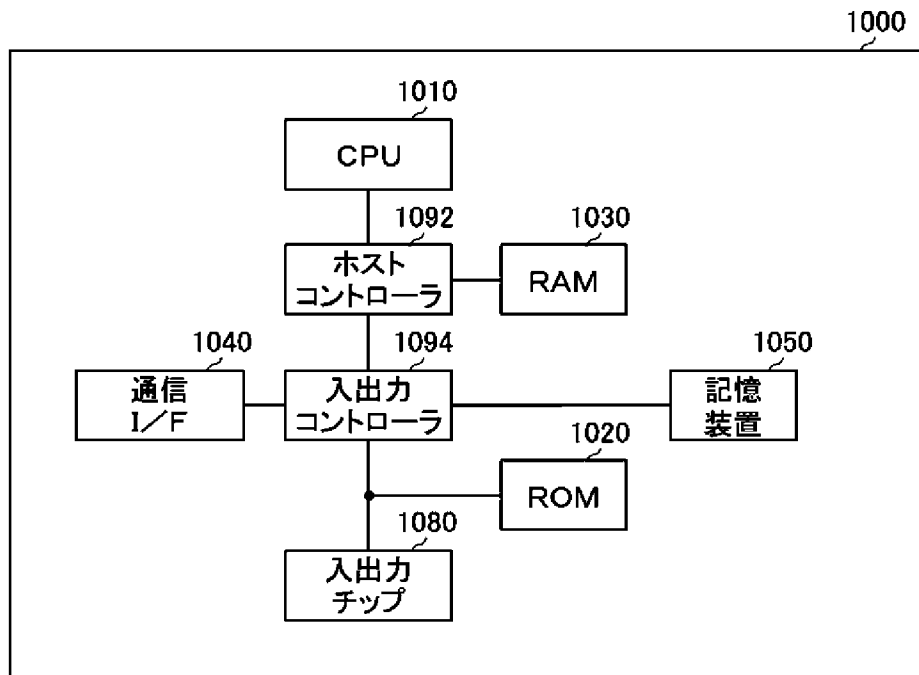 1000
1010
CPU
1092
ホスト
コントローラ
1030
RAM
1040
通信
I/F
1094
入出力
コントローラ
1050
記憶
装置
1020
ROM
1080
入出力
チップ